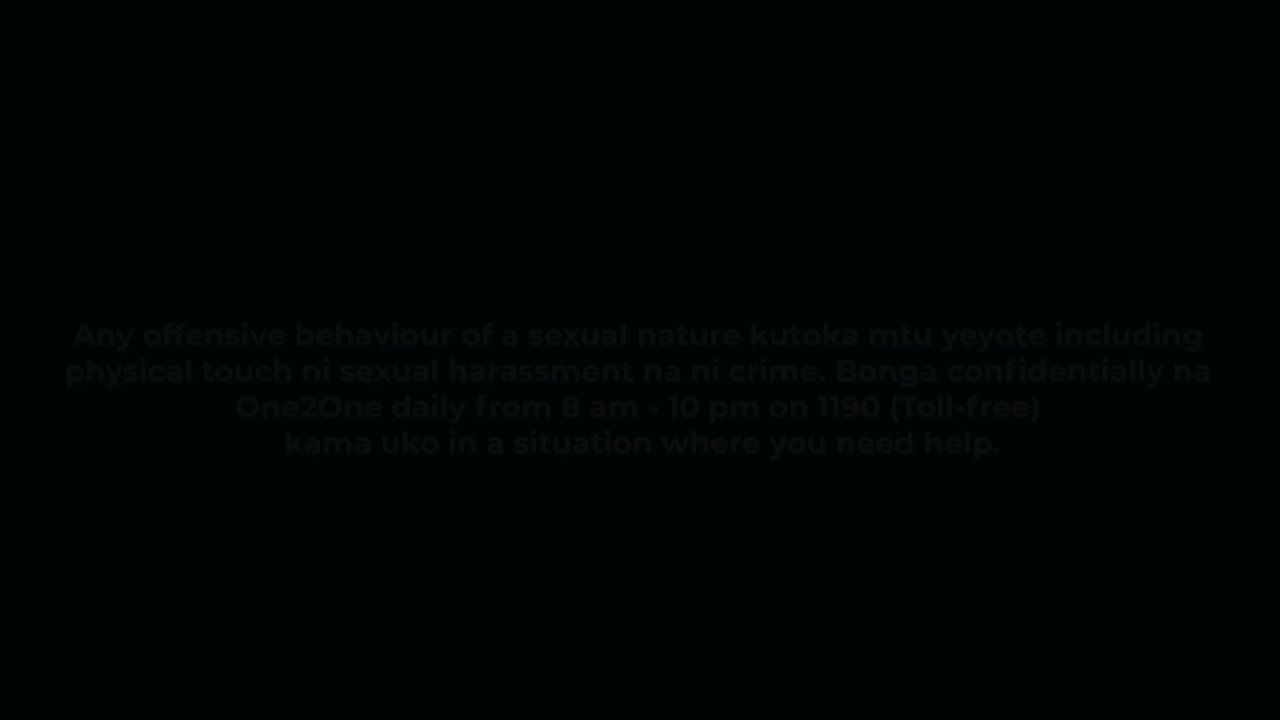 Any offensive behaviour of a sexual nature kutoka mtu yeyote including
physical touch ni sexual harassment na ni crime. Bonga confidentially na
One2One daily from 8 am - 10 pm on 1190 (Toll-free)
kama uko in a situation where you need help.